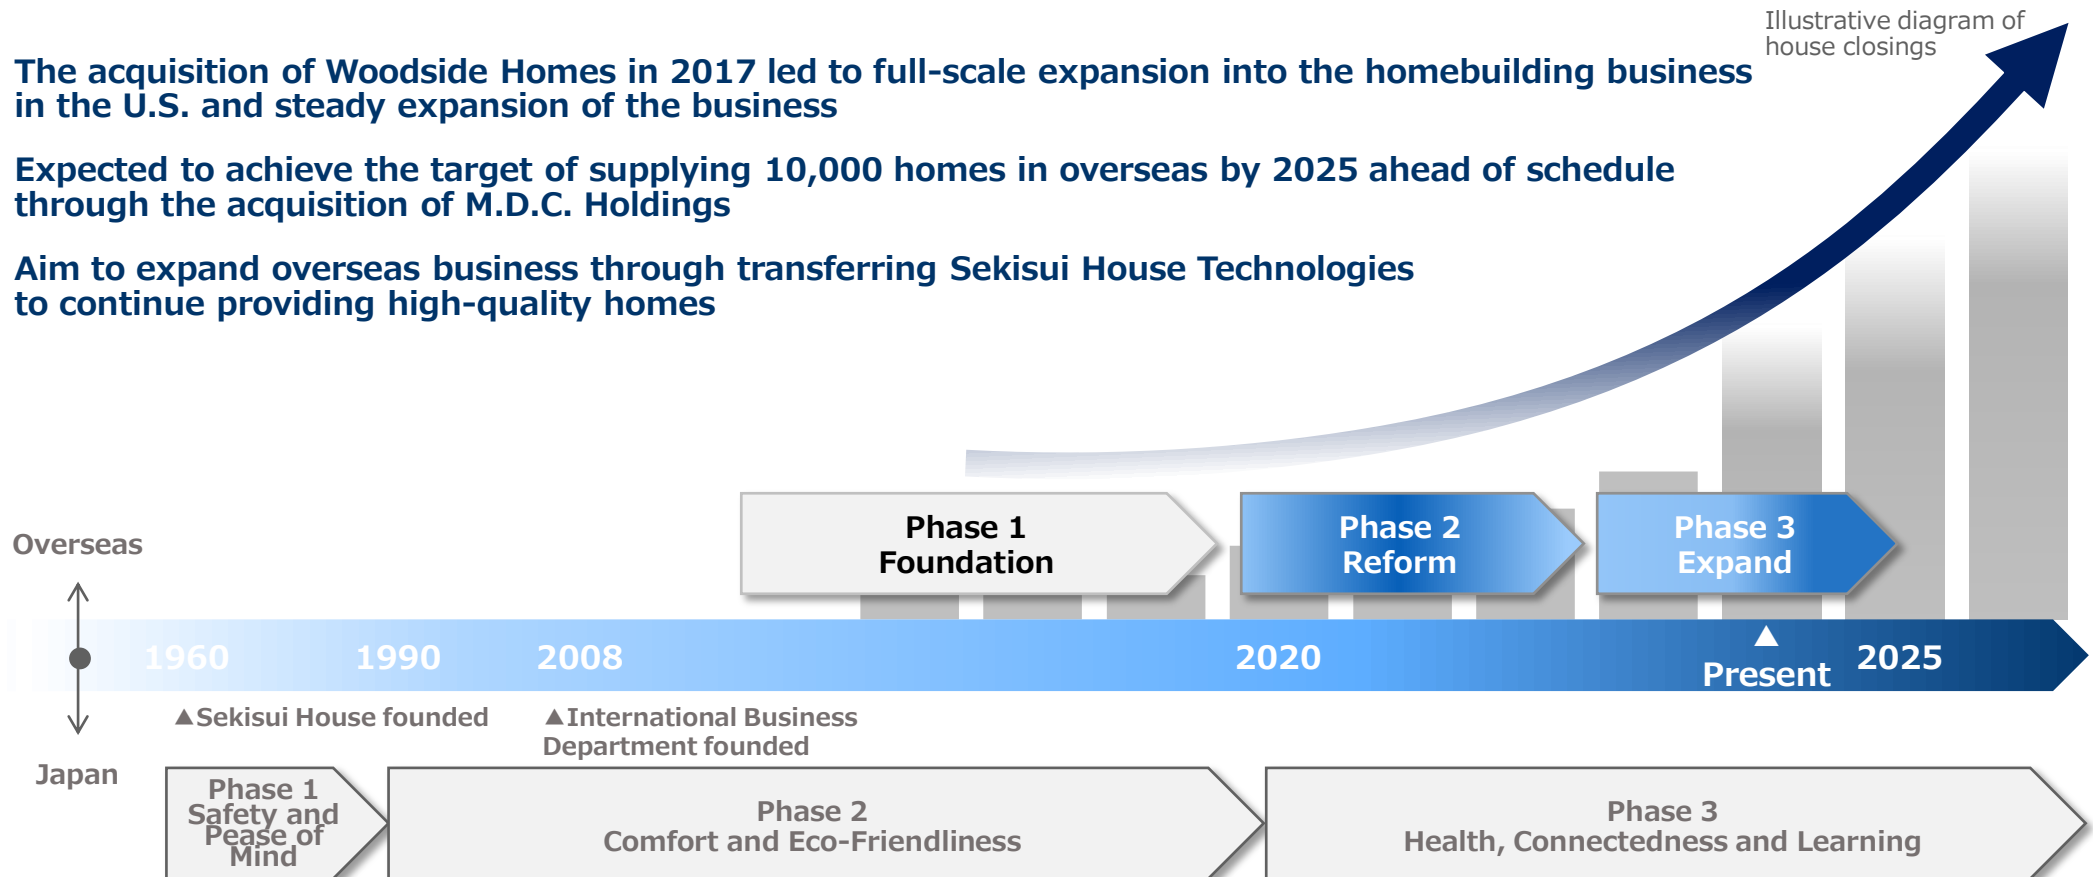 Illustrative diagram of
house closings
The acquisition of Woodside Homes in 2017 led to full-scale expansion into the homebuilding business
in the U.S. and steady expansion of the business
Expected to achieve the target of supplying 10,000 homes in overseas by 2025 ahead of schedule
through the acquisition of M.D.C. Holdings
Aim to expand overseas business through transferring Sekisui House Technologies
to continue providing high-quality homes
Phase 1
Foundation
Phase 2
Reform
Phase 3
Expand
Overseas
1960
1990
2008
2020
▲
Present
2025
▲Sekisui House founded
▲International Business
Department founded
Japan
Phase 1
Safety and
Pease of
Mind
Phase 2
Comfort and Eco-Friendliness
Phase 3
Health, Connectedness and Learning